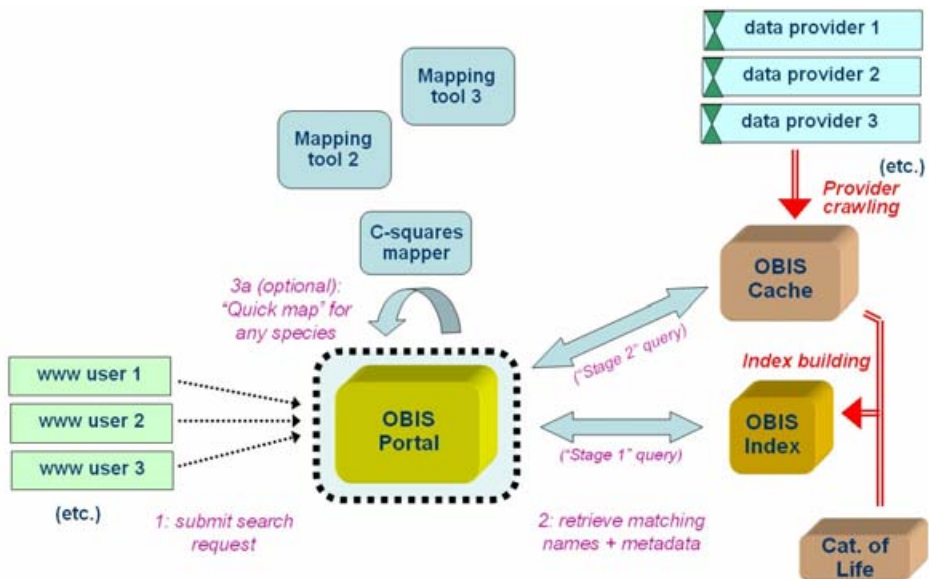 data provider 1
data provider 2
data provider 3
(etc.)
Mapping
tool 3
Mapping
tool 2
Provider
crawling
C-squares
mapper
OBIS
Cache
3a (optional):
"Quick map" for
any species
("Stage 2" query)
Index building
www user 1
www user 2
www user 3
(etc.)
OBIS
Portal
("Stage 1" query)
OBIS
Index
1: submit search
request
2: retrieve matching
names + metadata
Cat. of
Life